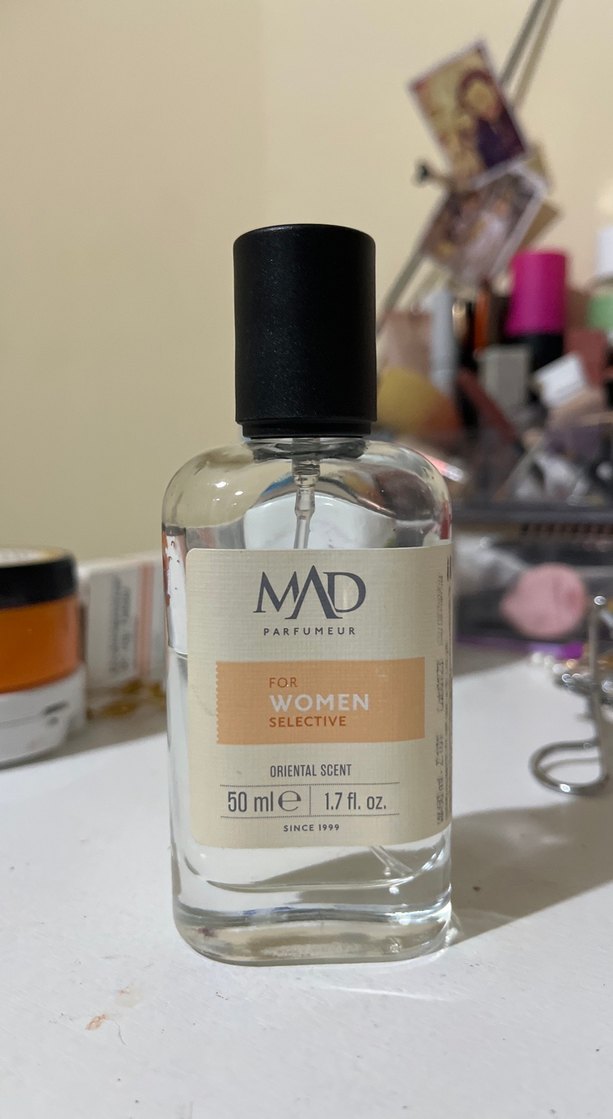 MAD
PARFUMEUR
FOR
WOMEN
SELECTIVE
ORIENTAL SCENT
50 ml ℮ 1.7 fl. oz.
SINCE 1999